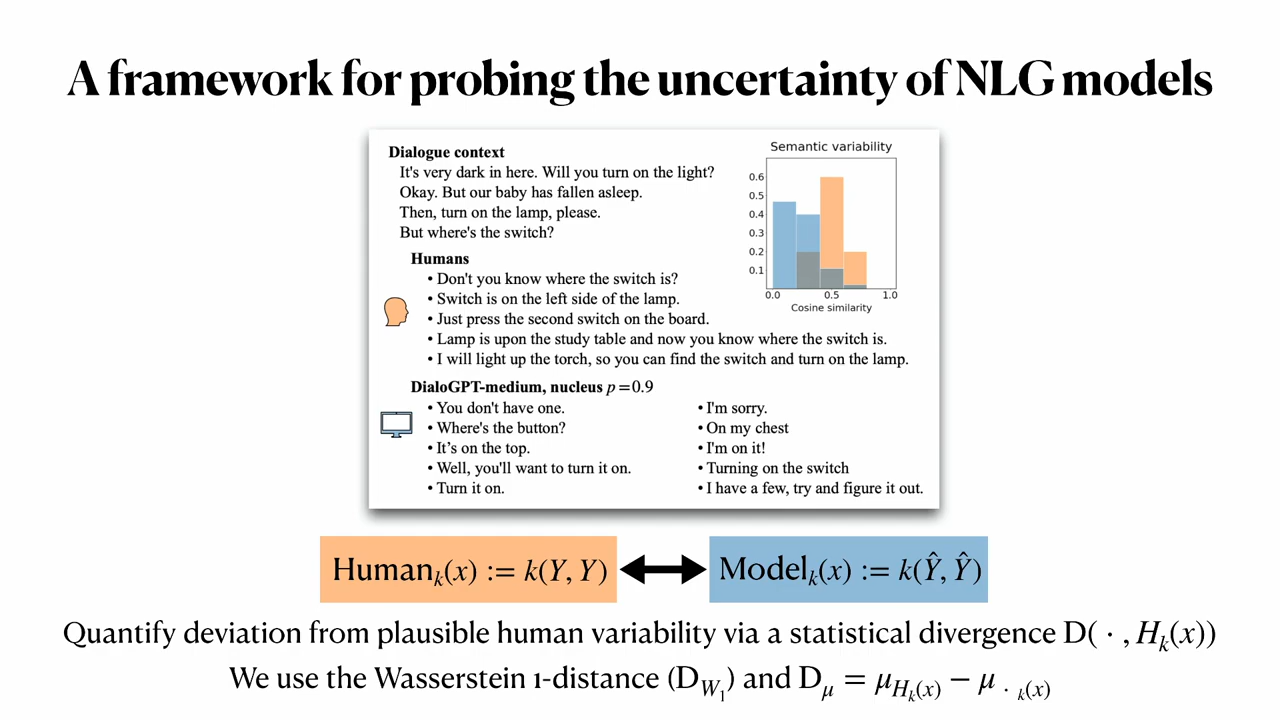 A framework for probing the uncertainty of NLG models
Dialogue context
It's very dark in here. Will you turn on the light?
Okay. But our baby has fallen asleep.
Then, turn on the lamp, please.
But where's the switch?
Humans
• Don't you know where the switch is?
• Switch is on the left side of the lamp.
• Just press the second switch on the board.
• Lamp is upon the study table and now you know where the switch is.
• I will light up the torch, so you can find the switch and turn on the lamp.
Semantic variability
0.6
0.5
0.4
0.3
0.2
0.1
0.0 0.5 1.0
Cosine similarity
DialoGPT-medium, nucleus p=0.9
• You don't have one.
• Where's the button?
• It’s on the top.
• Well, you'll want to turn it on.
• Turn it on.
• I'm sorry.
• On my chest
• I'm on it!
• Turning on the switch
• I have a few, try and figure it out.
Humanₖ(x) := k(Y, Y)
Modelₖ(x) := k(Ŷ, Ŷ)
Quantify deviation from plausible human variability via a statistical divergence D( · , Hₖ(x))
We use the Wasserstein 1-distance (D_{W₁}) and D_μ = μ_{Hₖ(x)} − μ_{· ₖ(x)}